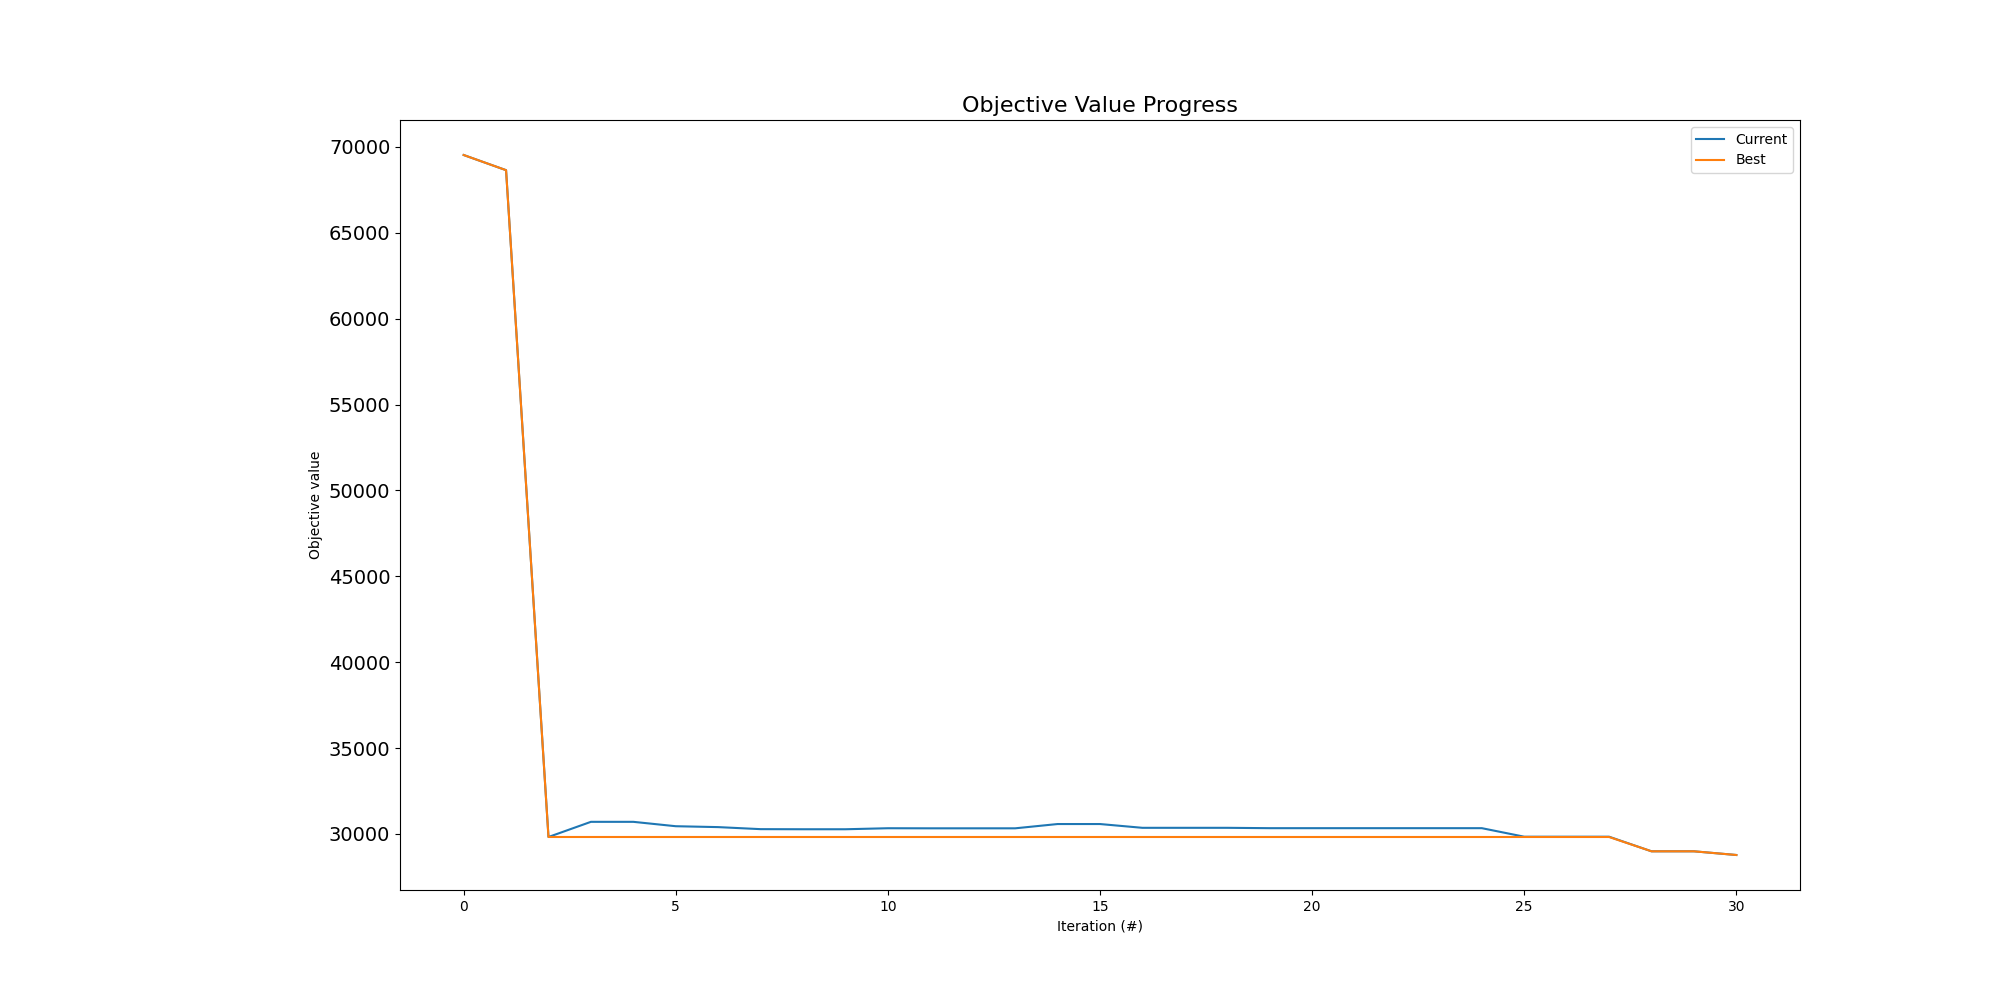 Objective Value Progress
Current
Best
70000
65000
60000
55000
50000
45000
40000
35000
30000
Objective value
0 5 10 15 20 25 30
Iteration (#)